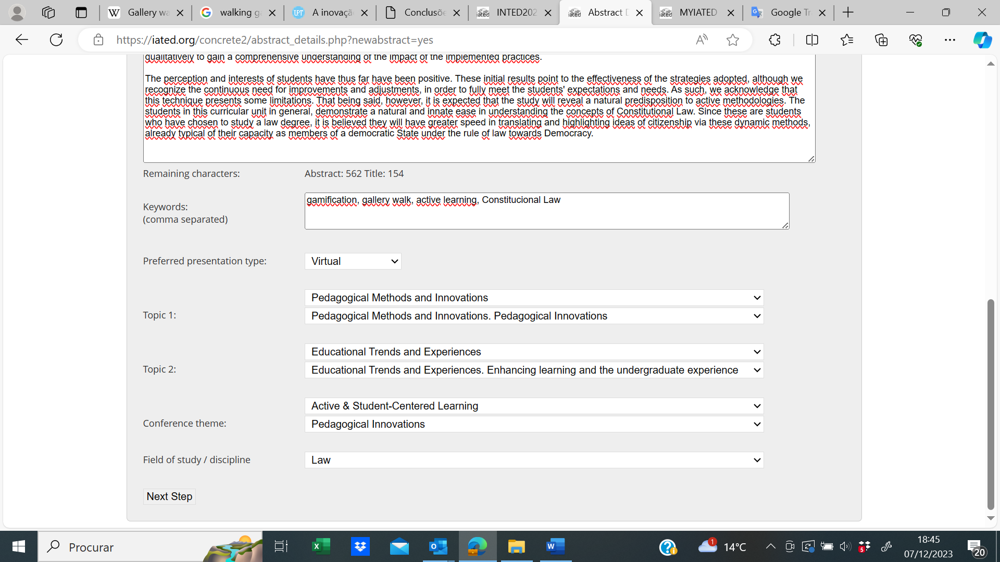 Gallery wa
walking g
A inovaçã
Conclusõe
INTED202
Abstract D
MYIATED
Google Tr
https://iated.org/concrete2/abstract_details.php?newabstract=yes
qualitatively to gain a comprehensive understanding of the impact of the implemented practices.
The perception and interests of students have thus far have been positive. These initial results point to the effectiveness of the strategies adopted, although we
recognize the continuous need for improvements and adjustments, in order to fully meet the students' expectations and needs. As such, we acknowledge that
this technique presents some limitations. That being said, however, it is expected that the study will reveal a natural predisposition to active methodologies. The
students in this curricular unit in general, demonstrate a natural and innate ease in understanding the concepts of Constitutional Law. Since these are students
who have chosen to study a law degree, it is believed they will have greater speed in translating and highlighting ideas of citizenship via these dynamic methods,
already typical of their capacity as members of a democratic State under the rule of law towards Democracy.
Remaining characters: Abstract: 562 Title: 154
Keywords:
(comma separated)
gamification, gallery walk, active learning, Constitucional Law
Preferred presentation type: Virtual
Pedagogical Methods and Innovations
Topic 1:
Pedagogical Methods and Innovations. Pedagogical Innovations
Educational Trends and Experiences
Topic 2:
Educational Trends and Experiences. Enhancing learning and the undergraduate experience
Active & Student-Centered Learning
Conference theme:
Pedagogical Innovations
Field of study / discipline Law
Next Step
Procurar
14°C
18:45
07/12/2023
20